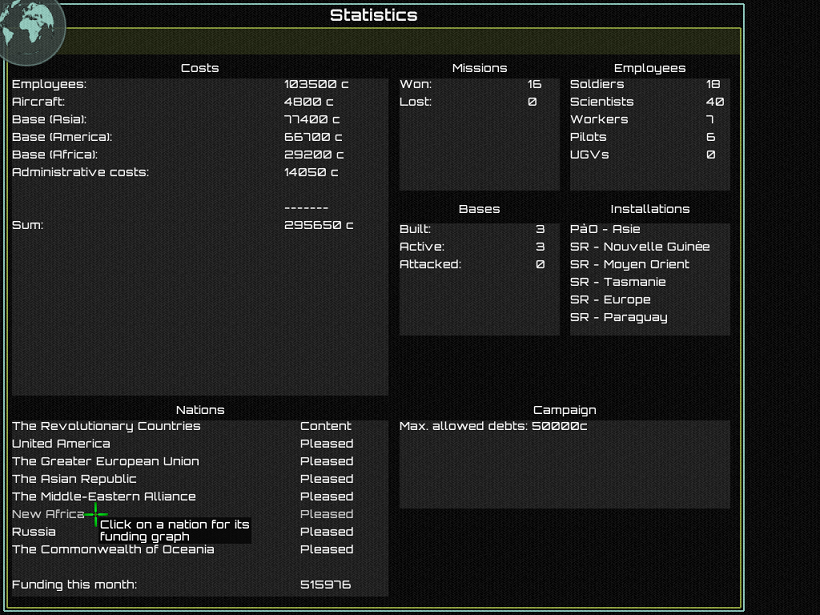 Statistics
Costs
Employees: 103500 c
Aircraft: 4800 c
Base (Asia): 77400 c
Base (America): 66700 c
Base (Africa): 29200 c
Administrative costs: 14050 c
-------
Sum: 295650 c
Missions
Won: 16
Lost: 0
Employees
Soldiers 18
Scientists 40
Workers 7
Pilots 6
UGVs 0
Bases
Built: 3
Active: 3
Attacked: 0
Installations
PàO - Asie
SR - Nouvelle Guinée
SR - Moyen Orient
SR - Tasmanie
SR - Europe
SR - Paraguay
Nations
The Revolutionary Countries Content
United America Pleased
The Greater European Union Pleased
The Asian Republic Pleased
The Middle-Eastern Alliance Pleased
New Africa Pleased
Russia Pleased
The Commonwealth of Oceania Pleased
Funding this month: 515976
Click on a nation for its
funding graph
Campaign
Max. allowed debts: 50000c